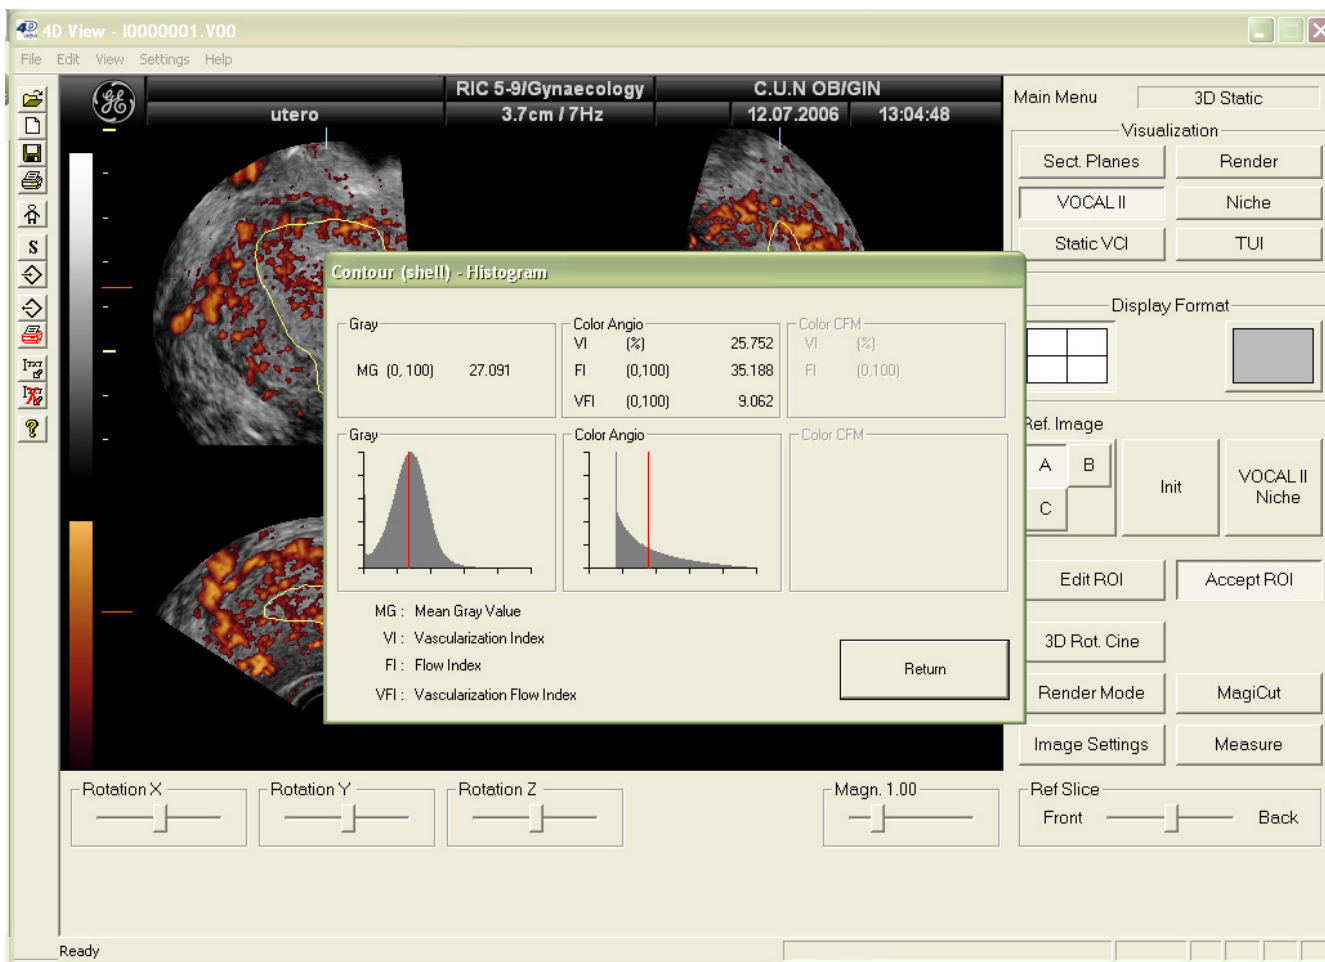 4D View - I0000001.V00
File Edit View Settings Help
RIC 5-9/Gynaecology C.U.N OB/GIN
utero 3.7cm / 7Hz 12.07.2006 13:04:48
Main Menu 3D Static
Visualization
Sect. Planes Render
VOCAL II Niche
Static VCI TUI
Display Format
Ref. Image
A B
C
Init
VOCAL II
Niche
Edit ROI Accept ROI
3D Rot. Cine
Render Mode MagiCut
Image Settings Measure
Contour (shell) - Histogram
Gray
MG (0, 100) 27.091
Color Angio
VI (%) 25.752
FI (0,100) 35.188
VFI (0,100) 9.062
Color CFM
VI (%)
FI (0,100)
Gray
Color Angio
Color CFM
MG : Mean Gray Value
VI : Vascularization Index
FI : Flow Index
VFI : Vascularization Flow Index
Return
Rotation X Rotation Y Rotation Z Magn. 1.00 Ref Slice
Front Back
Ready